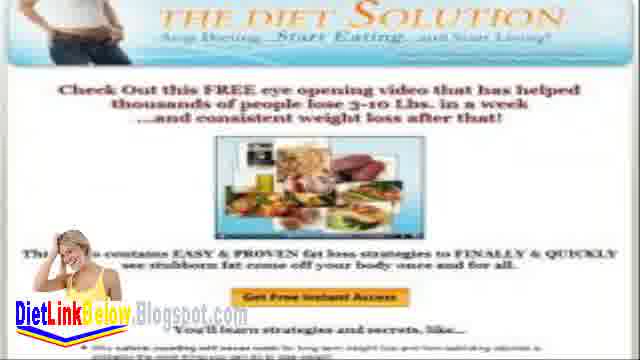 THE DIET SOLUTION
Stop Dieting...Start Eating...and Start Living!
Check Out this FREE eye opening video that has helped
thousands of people lose 3-10 Lbs. in a week
...and consistent weight loss after that!
contains EASY & PROVEN fat loss strategies to FINALLY & QUICKLY
see stubborn fat come off your body once and for all.
Get Free Instant Access
DietLinkBelow.Blogspot.com
You'll learn strategies and secrets, like...